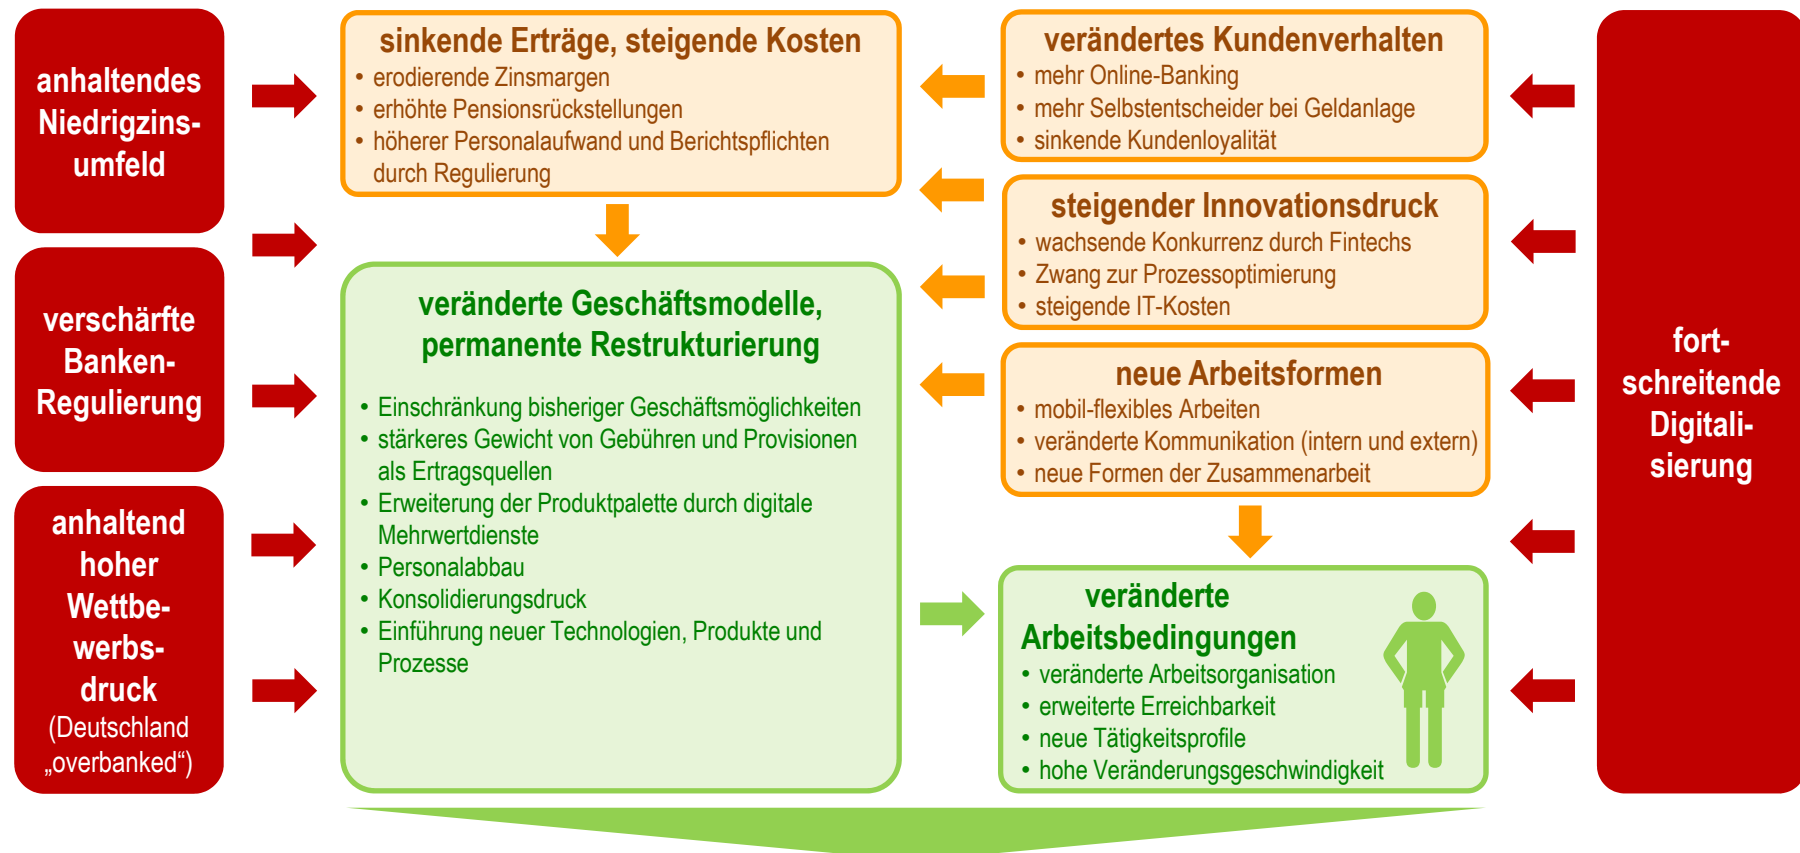 anhaltendes
Niedrigzins-
umfeld
verschärfte
Banken-
Regulierung
anhaltend
hoher
Wettbe-
werbs-
druck
(Deutschland
„overbanked“)
sinkende Erträge, steigende Kosten
• erodierende Zinsmargen
• erhöhte Pensionsrückstellungen
• höherer Personalaufwand und Berichtspflichten
durch Regulierung
veränderte Geschäftsmodelle,
permanente Restrukturierung
• Einschränkung bisheriger Geschäftsmöglichkeiten
• stärkeres Gewicht von Gebühren und Provisionen
als Ertragsquellen
• Erweiterung der Produktpalette durch digitale
Mehrwertdienste
• Personalabbau
• Konsolidierungsdruck
• Einführung neuer Technologien, Produkte und
Prozesse
verändertes Kundenverhalten
• mehr Online-Banking
• mehr Selbstentscheider bei Geldanlage
• sinkende Kundenloyalität
steigender Innovationsdruck
• wachsende Konkurrenz durch Fintechs
• Zwang zur Prozessoptimierung
• steigende IT-Kosten
neue Arbeitsformen
• mobil-flexibles Arbeiten
• veränderte Kommunikation (intern und extern)
• neue Formen der Zusammenarbeit
veränderte
Arbeitsbedingungen
• veränderte Arbeitsorganisation
• erweiterte Erreichbarkeit
• neue Tätigkeitsprofile
• hohe Veränderungsgeschwindigkeit
fort-
schreitende
Digitali-
sierung